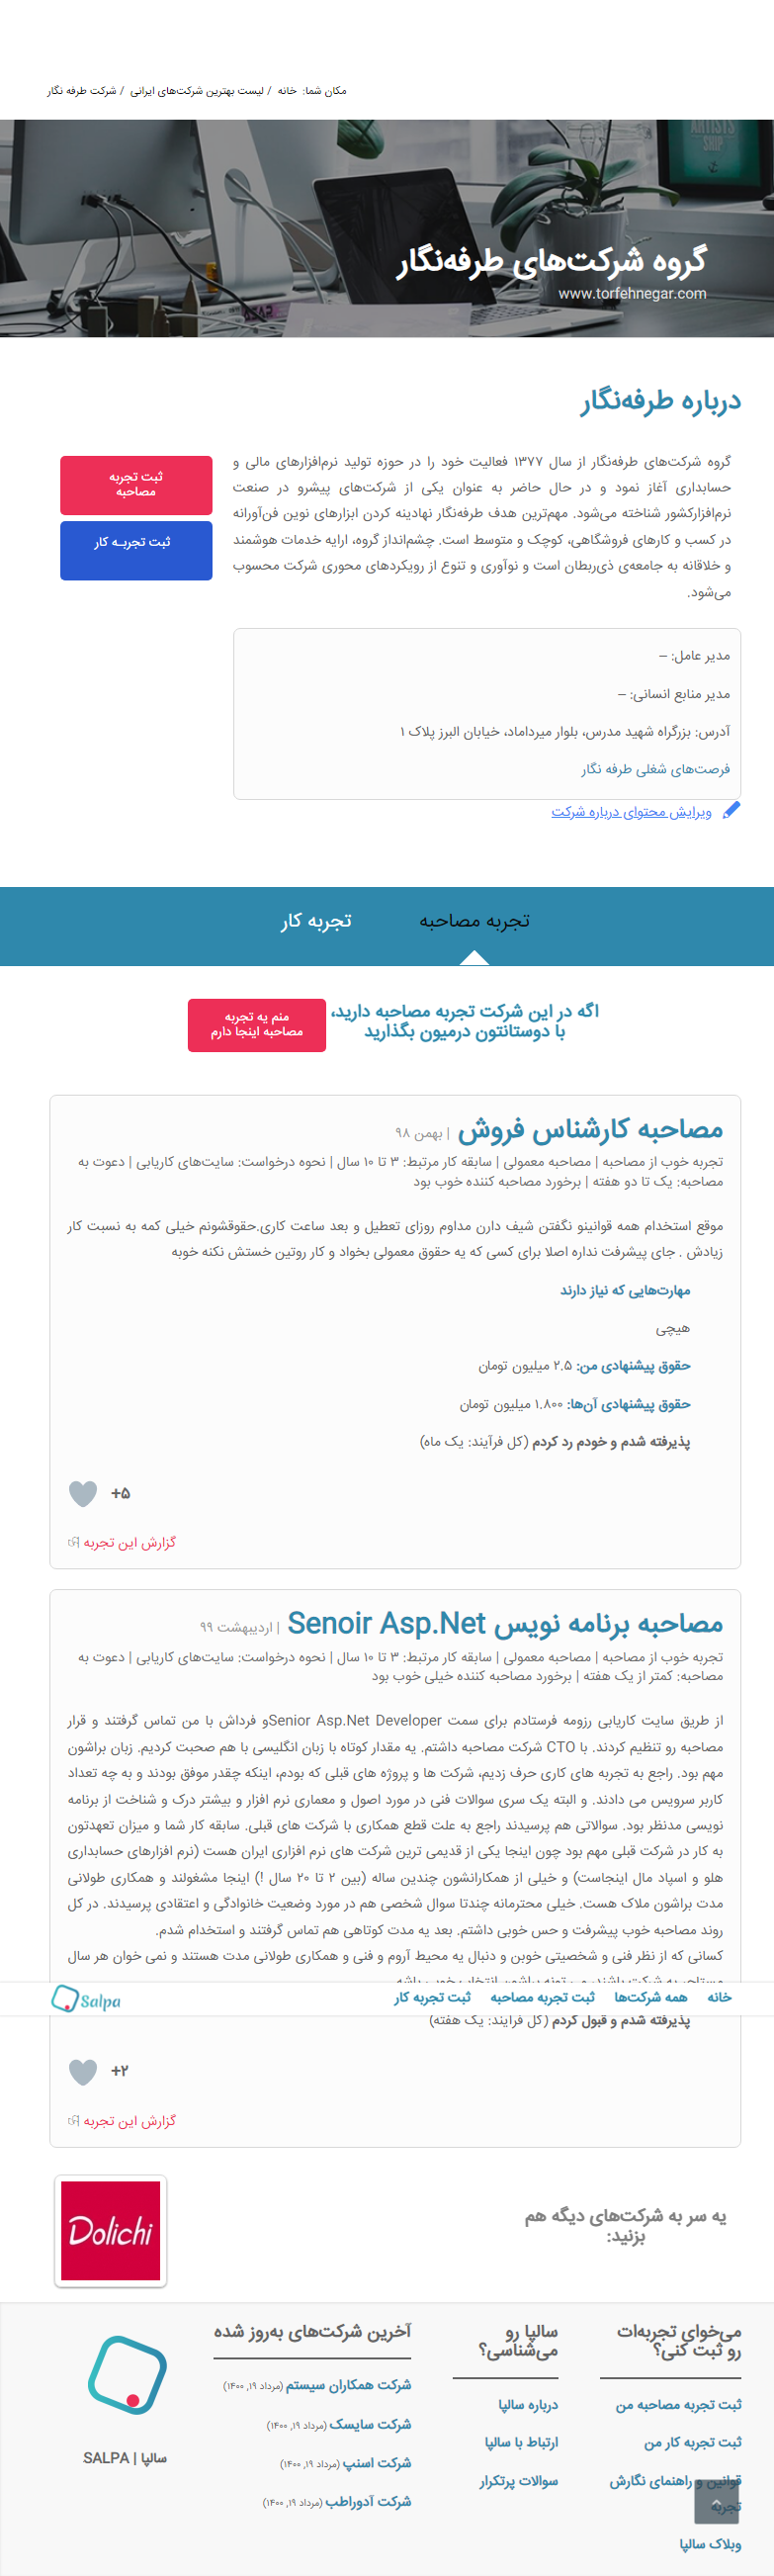 مکان شما: خانه / لیست بهترین شرکت‌های ایرانی / شرکت طرفه نگار
ARTISTS
SHIP
گروه شرکت‌های طرفه‌نگار
www.torfehnegar.com
درباره طرفه‌نگار
گروه شرکت‌های طرفه‌نگار از سال ۱۳۷۷ فعالیت خود را در حوزه تولید نرم‌افزارهای مالی و
حسابداری آغاز نمود و در حال حاضر به عنوان یکی از شرکت‌های پیشرو در صنعت
نرم‌افزارکشور شناخته می‌شود. مهم‌ترین هدف طرفه‌نگار نهادینه کردن ابزارهای نوین فن‌آورانه
در کسب و کارهای فروشگاهی، کوچک و متوسط است. چشم‌انداز گروه، ارایه خدمات هوشمند
و خلاقانه به جامعه‌ی ذی‌ربطان است و نوآوری و تنوع از رویکردهای محوری شرکت محسوب
می‌شود.
ثبت تجربه
مصاحبه
ثبت تجربـه کار
مدیر عامل: –
مدیر منابع انسانی: –
آدرس: بزرگراه شهید مدرس، بلوار میرداماد، خیابان البرز پلاک ۱
فرصت‌های شغلی طرفه نگار
ویرایش محتوای درباره شرکت
تجربه مصاحبه
تجربه کار
اگه در این شرکت تجربه مصاحبه دارید،
با دوستانتون درمیون بگذارید
منم یه تجربه
مصاحبه اینجا دارم
مصاحبه کارشناس فروش | بهمن ۹۸
تجربه خوب از مصاحبه | مصاحبه معمولی | سابقه کار مرتبط: ۳ تا ۱۰ سال | نحوه درخواست: سایت‌های کاریابی | دعوت به
مصاحبه: یک تا دو هفته | برخورد مصاحبه کننده خوب بود
موقع استخدام همه قوانینو نگفتن شیف دارن مداوم روزای تعطیل و بعد ساعت کاری.حقوقشونم خیلی کمه به نسبت کار
زیادش . جای پیشرفت نداره اصلا برای کسی که یه حقوق معمولی بخواد و کار روتین خستش نکنه خوبه
مهارت‌هایی که نیاز دارند
هیچی
حقوق پیشنهادی من: ۲.۵ میلیون تومان
حقوق پیشنهادی آن‌ها: ۱.۸۰۰ میلیون تومان
پذیرفته شدم و خودم رد کردم (کل فرآیند: یک ماه)
+۵
گزارش این تجربه
مصاحبه برنامه نویس Senoir Asp.Net | اردیبهشت ۹۹
تجربه خوب از مصاحبه | مصاحبه معمولی | سابقه کار مرتبط: ۳ تا ۱۰ سال | نحوه درخواست: سایت‌های کاریابی | دعوت به
مصاحبه: کمتر از یک هفته | برخورد مصاحبه کننده خیلی خوب بود
از طریق سایت کاریابی رزومه فرستادم برای سمت Senior Asp.Net Developerو فرداش با من تماس گرفتند و قرار
مصاحبه رو تنظیم کردند. با CTO شرکت مصاحبه داشتم. یه مقدار کوتاه با زبان انگلیسی با هم صحبت کردیم. زبان براشون
مهم بود. راجع به تجربه های کاری حرف زدیم، شرکت ها و پروژه های قبلی که بودم، اینکه چقدر موفق بودند و به چه تعداد
کاربر سرویس می دادند. و البته یک سری سوالات فنی در مورد اصول و معماری نرم افزار و بیشتر درک و شناخت از برنامه
نویسی مدنظر بود. سوالاتی هم پرسیدند راجع به علت قطع همکاری با شرکت های قبلی. سابقه کار شما و میزان تعهدتون
به کار در شرکت قبلی مهم بود چون اینجا یکی از قدیمی ترین شرکت های نرم افزاری ایران هست (نرم افزارهای حسابداری
هلو و اسپاد مال اینجاست) و خیلی از همکارانشون چندین ساله (بین ۲ تا ۲۰ سال !) اینجا مشغولند و همکاری طولانی
مدت براشون ملاک هست. خیلی محترمانه چندتا سوال شخصی هم در مورد وضعیت خانوادگی و اعتقادی پرسیدند. در کل
روند مصاحبه خوب پیشرفت و حس خوبی داشتم. بعد یه مدت کوتاهی هم تماس گرفتند و استخدام شدم.
کسانی که از نظر فنی و شخصیتی خوبن و دنبال یه محیط آروم و فنی و همکاری طولانی مدت هستند و نمی خوان هر سال
خانه همه شرکت‌ها ثبت تجربه مصاحبه ثبت تجربه کار
Salpa
پذیرفته شدم و قبول کردم (کل فرآیند: یک هفته)
+۲
گزارش این تجربه
یه سر به شرکت‌های دیگه هم
بزنید:
Dolichi
می‌خوای تجربه‌ات
رو ثبت کنی؟
ثبت تجربه مصاحبه من
ثبت تجربه کار من
قوانین و راهنمای نگارش
تجربه
وبلاک سالپا
سالپا رو
می‌شناسی؟
درباره سالپا
ارتباط با سالپا
سوالات پرتکرار
آخرین شرکت‌های به‌روز شده
شرکت همکاران سیستم (مرداد ۱۹, ۱۴۰۰)
شرکت سایسک (مرداد ۱۹, ۱۴۰۰)
شرکت اسنپ (مرداد ۱۹, ۱۴۰۰)
شرکت آدوراطب (مرداد ۱۹, ۱۴۰۰)
سالپا | SALPA